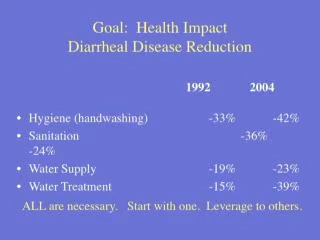 Goal: Health Impact
Diarrheal Disease Reduction
1992 2004
• Hygiene (handwashing) -33% -42%
• Sanitation -36%
-24%
• Water Supply -19% -23%
• Water Treatment -15% -39%
ALL are necessary. Start with one. Leverage to others.